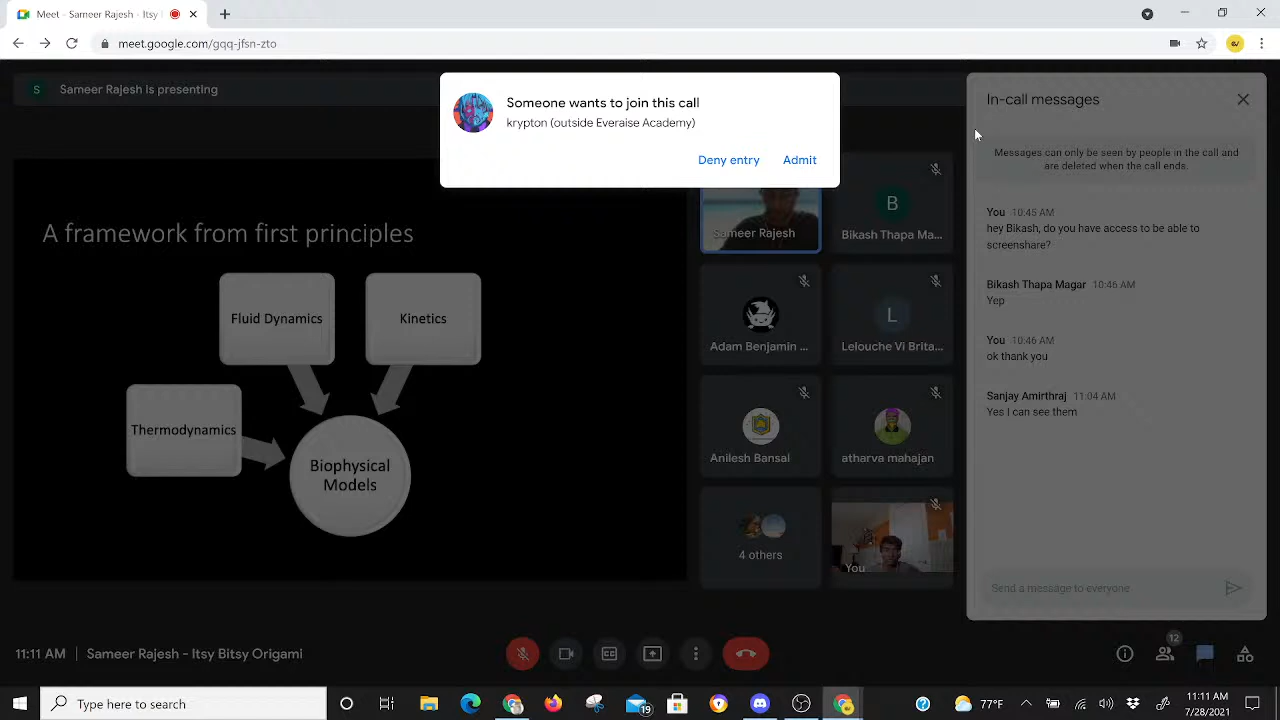 Meet - Sameer Rajesh - Itsy
meet.google.com/gqq-jfsn-zto
S
Sameer Rajesh is presenting
Someone wants to join this call
krypton (outside Everaise Academy)
Deny entry
Admit
A framework from first principles
Fluid Dynamics
Kinetics
Thermodynamics
Biophysical
Models
Sameer Rajesh
B
Bikash Thapa Ma...
Adam Benjamin ...
L
Lelouche Vi Brita...
Anilesh Bansal
atharva mahajan
4 others
You
In-call messages
Messages can only be seen by people in the call and
are deleted when the call ends.
You 10:45 AM
hey Bikash, do you have access to be able to
screenshare?
Bikash Thapa Magar 10:46 AM
Yep
You 10:46 AM
ok thank you
Sanjay Amirthraj 11:04 AM
Yes I can see them
Send a message to everyone
11:11 AM | Sameer Rajesh - Itsy Bitsy Origami
CC
12
Type here to search
19
77°F
11:11 AM
7/28/2021